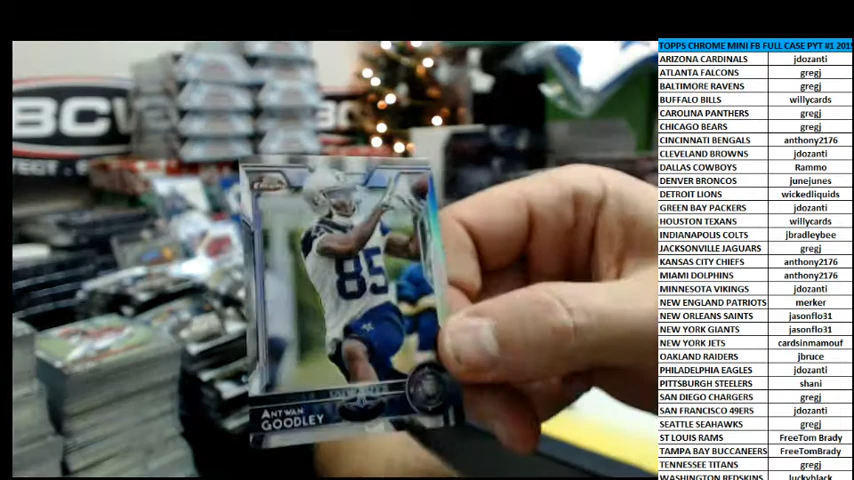 BCW
TECT
85
ANTWAN
GOODLEY
TOPPS CHROME MINI FB FULL CASE PYT #1 2015
ARIZONA CARDINALS jdozanti
ATLANTA FALCONS gregj
BALTIMORE RAVENS gregj
BUFFALO BILLS willycards
CAROLINA PANTHERS gregj
CHICAGO BEARS gregj
CINCINNATI BENGALS anthony2176
CLEVELAND BROWNS jdozanti
DALLAS COWBOYS Rammo
DENVER BRONCOS junejunes
DETROIT LIONS wickedliquids
GREEN BAY PACKERS jdozanti
HOUSTON TEXANS willycards
INDIANAPOLIS COLTS jbradleybee
JACKSONVILLE JAGUARS gregj
KANSAS CITY CHIEFS anthony2176
MIAMI DOLPHINS anthony2176
MINNESOTA VIKINGS jdozanti
NEW ENGLAND PATRIOTS merker
NEW ORLEANS SAINTS jasonflo31
NEW YORK GIANTS jasonflo31
NEW YORK JETS cardsinmamouf
OAKLAND RAIDERS jbruce
PHILADELPHIA EAGLES jdozanti
PITTSBURGH STEELERS shani
SAN DIEGO CHARGERS gregj
SAN FRANCISCO 49ERS jdozanti
SEATTLE SEAHAWKS gregj
ST LOUIS RAMS FreeTom Brady
TAMPA BAY BUCCANEERS FreeTomBrady
TENNESSEE TITANS gregj
WASHINGTON REDSKINS luckyblack